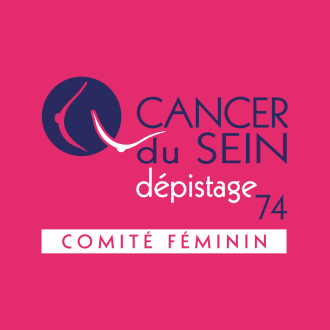 CANCER
du SEIN
dépistage
74
COMITÉ FÉMININ